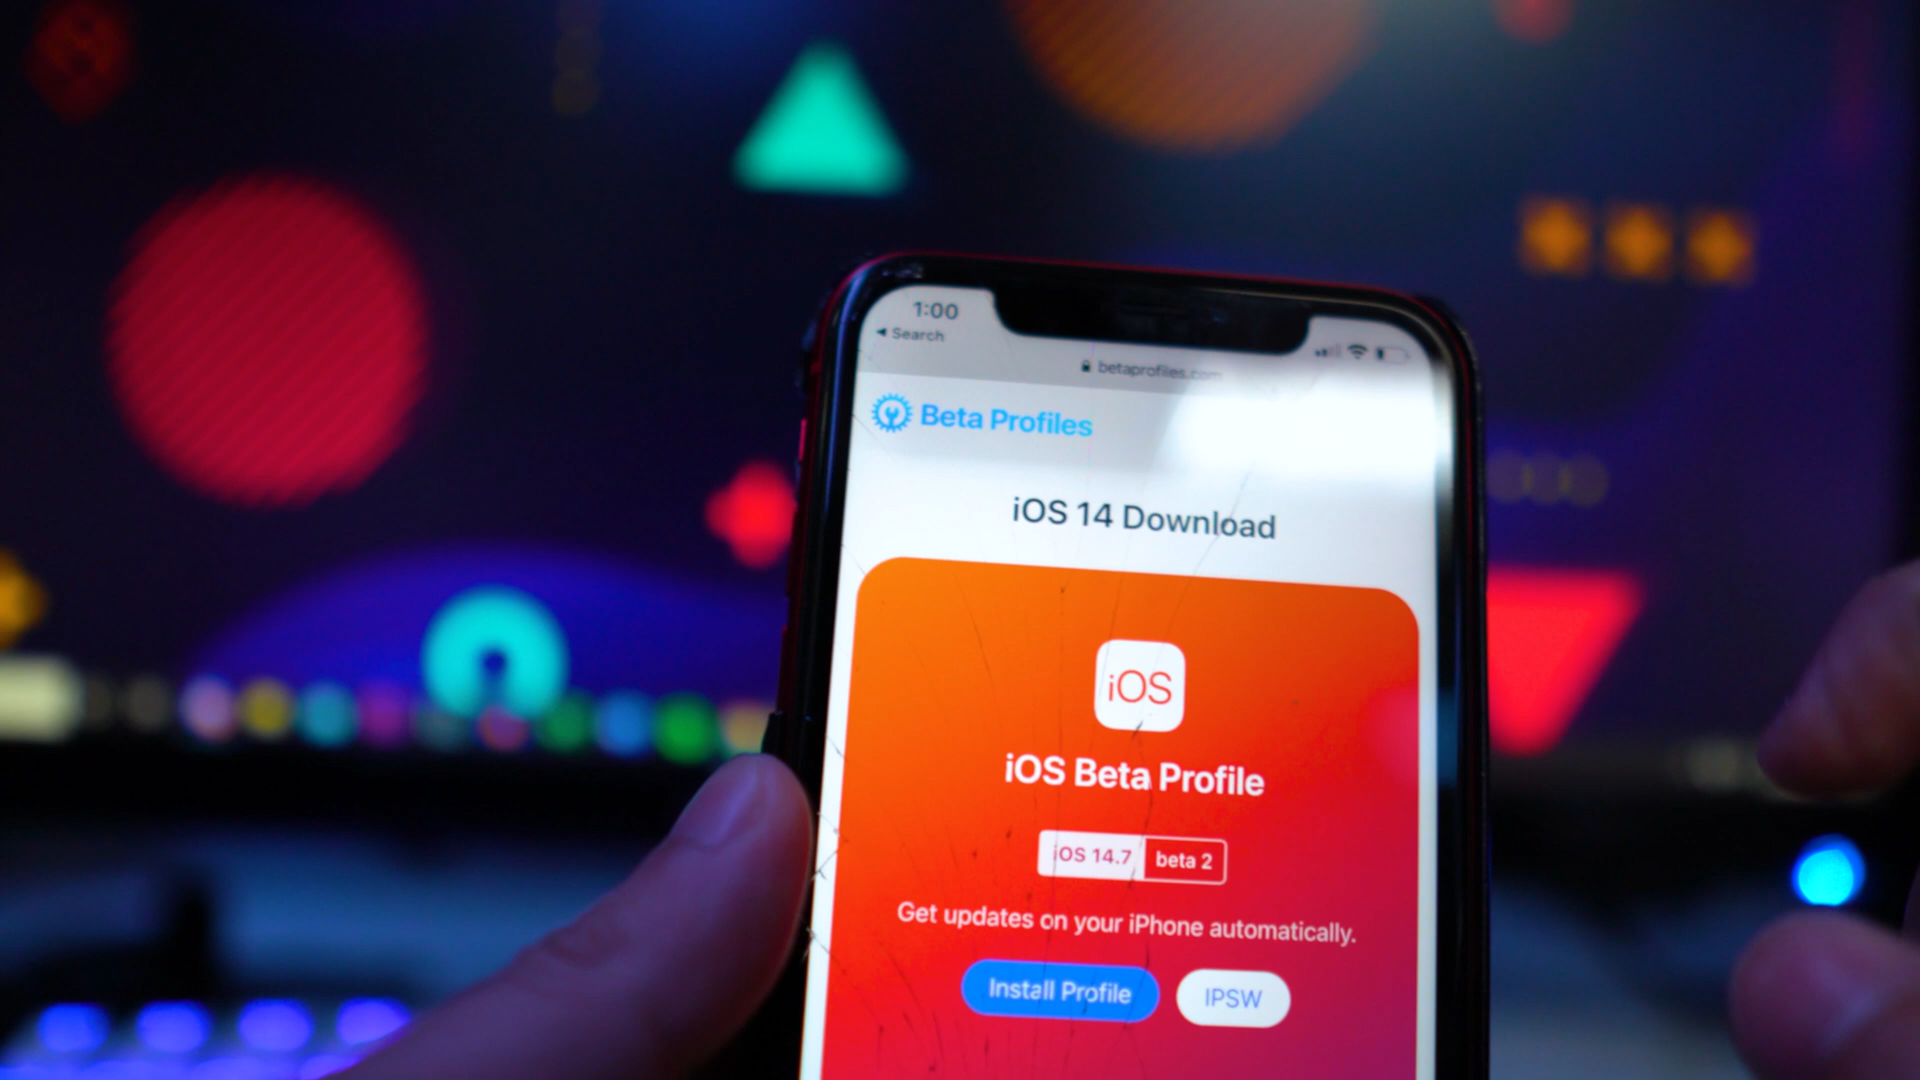 1:00
◀ Search
betaprofiles.com
Beta Profiles
iOS 14 Download
iOS
iOS Beta Profile
iOS 14.7 beta 2
Get updates on your iPhone automatically.
Install Profile IPSW